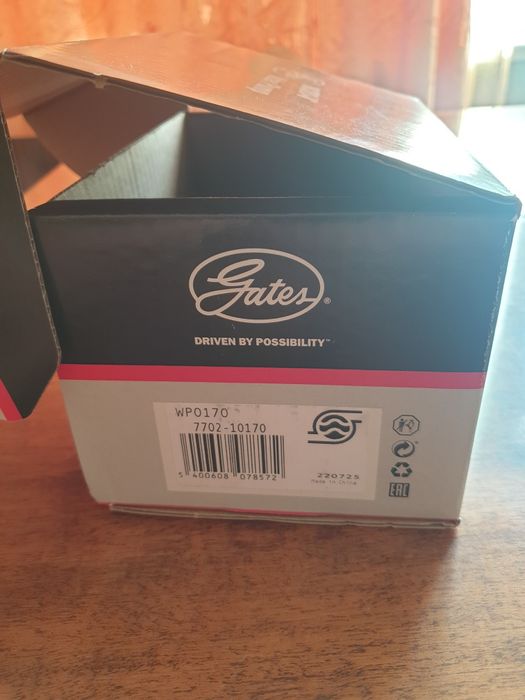 Gates®
DRIVEN BY POSSIBILITY™
WP0170
7702-10170
5 400608 078572
220725
Made in China
EAC